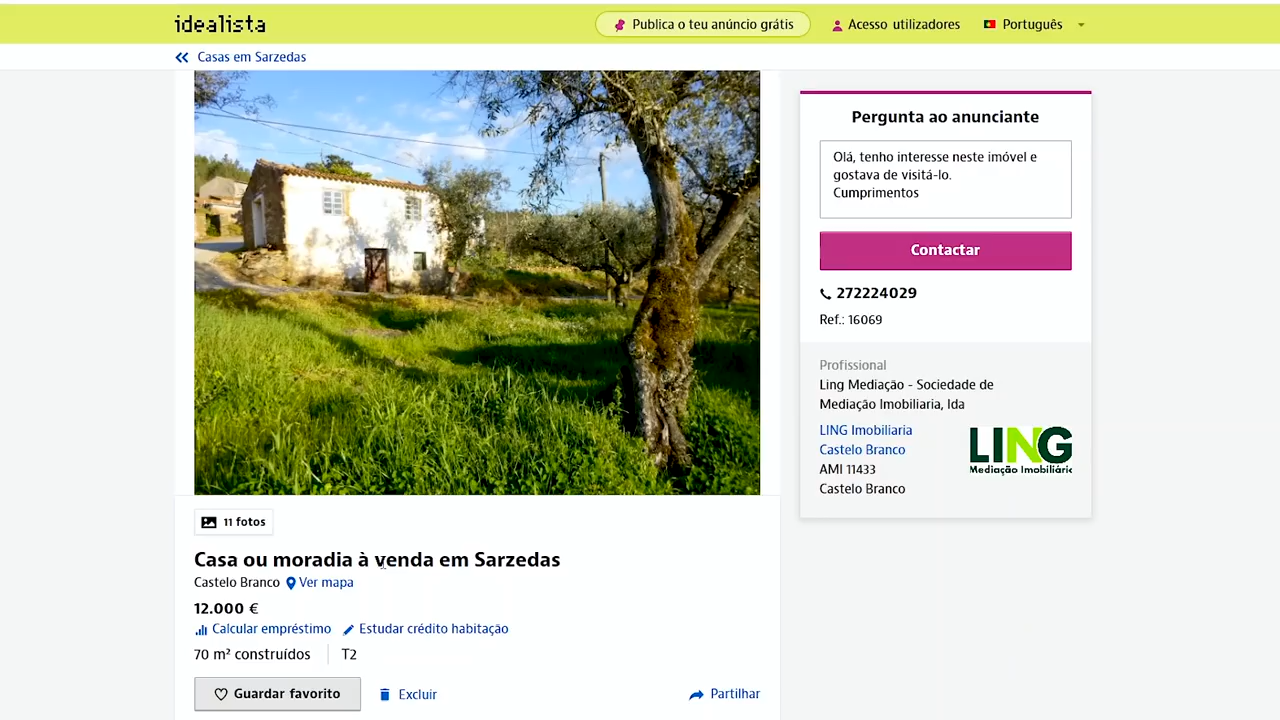 idealista
Publica o teu anúncio grátis
Acesso utilizadores
Português
Casas em Sarzedas
Pergunta ao anunciante
Olá, tenho interesse neste imóvel e
gostava de visitá-lo.
Cumprimentos
Contactar
272224029
Ref.: 16069
Profissional
Ling Mediação - Sociedade de
Mediação Imobiliaria, lda
LING Imobiliaria
Castelo Branco
AMI 11433
Castelo Branco
LING
Mediação Imobiliári
11 fotos
Casa ou moradia à venda em Sarzedas
Castelo Branco Ver mapa
12.000 €
Calcular empréstimo Estudar crédito habitação
70 m² construídos T2
Guardar favorito Excluir Partilhar